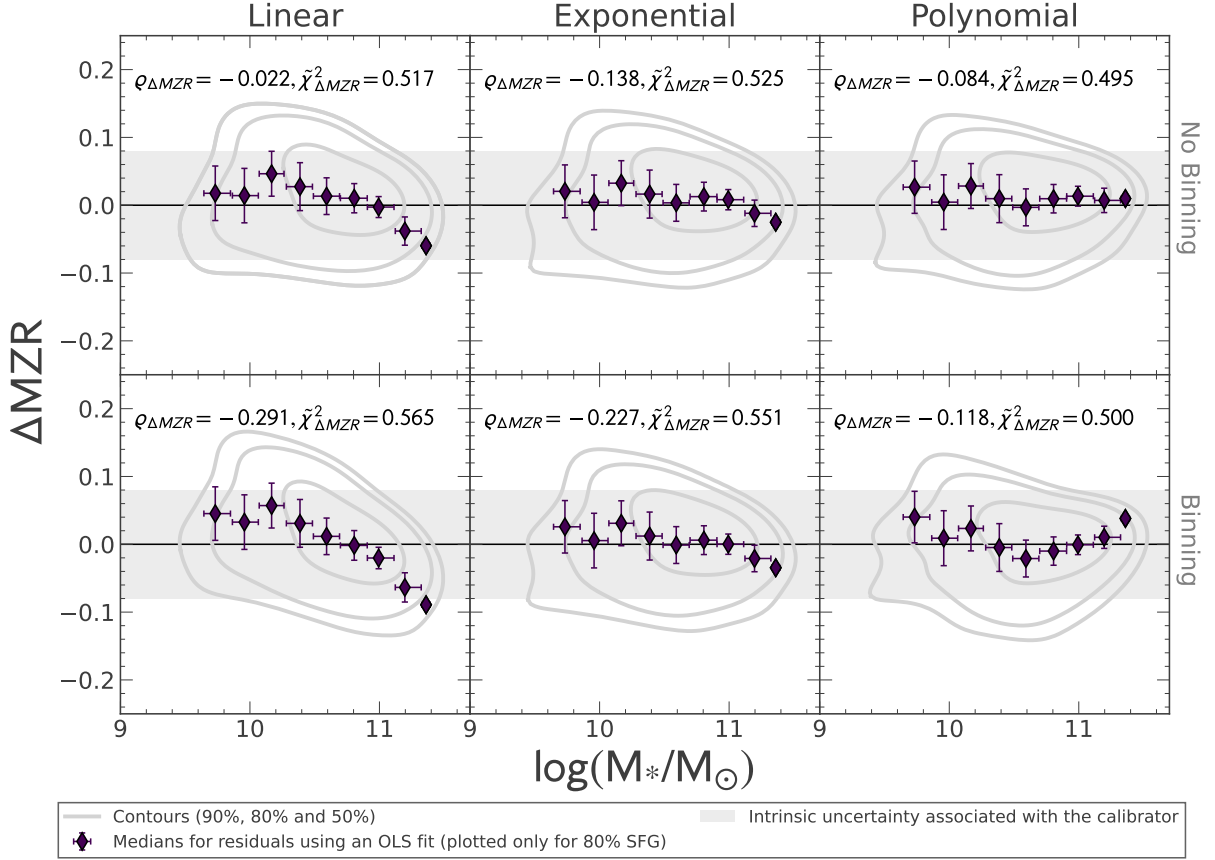 Linear Exponential Polynomial
0.2
ϱΔMZR = −0.022, χ̃²ΔMZR = 0.517 ϱΔMZR = −0.138, χ̃²ΔMZR = 0.525 ϱΔMZR = −0.084, χ̃²ΔMZR = 0.495
0.1
0.0
−0.1
−0.2
No Binning
ΔMZR
0.2
ϱΔMZR = −0.291, χ̃²ΔMZR = 0.565 ϱΔMZR = −0.227, χ̃²ΔMZR = 0.551 ϱΔMZR = −0.118, χ̃²ΔMZR = 0.500
0.1
0.0
−0.1
−0.2
Binning
9 10 11 9 10 11 9 10 11
log(M*/M⊙)
Contours (90%, 80% and 50%)
Medians for residuals using an OLS fit (plotted only for 80% SFG)
Intrinsic uncertainty associated with the calibrator